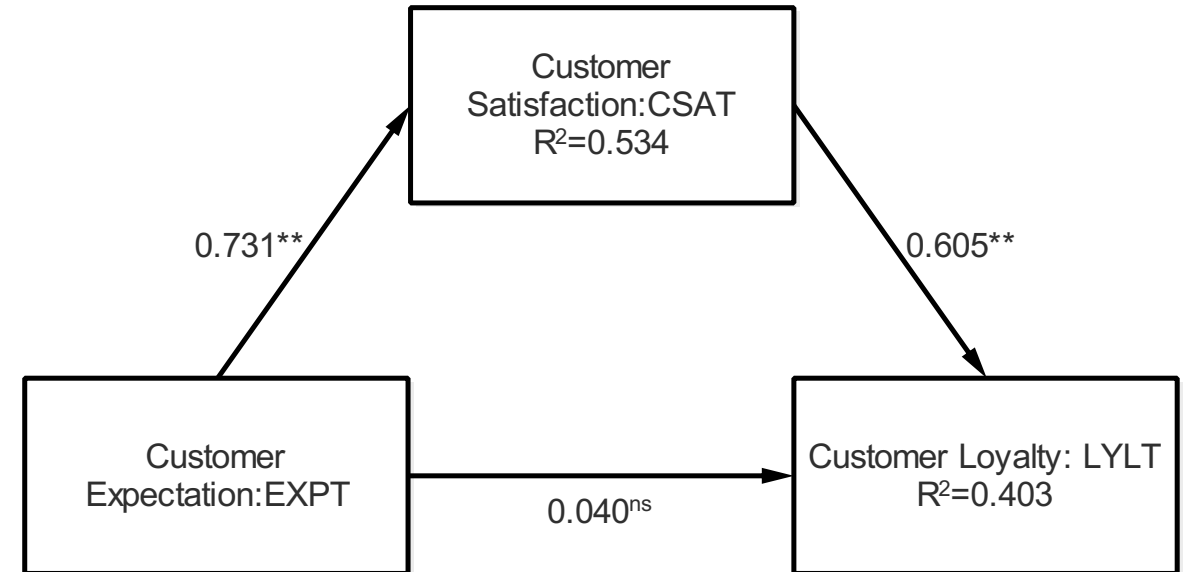 Customer
Satisfaction:CSAT
R²=0.534
0.731**
0.605**
Customer
Expectation:EXPT
0.040ⁿˢ
Customer Loyalty: LYLT
R²=0.403